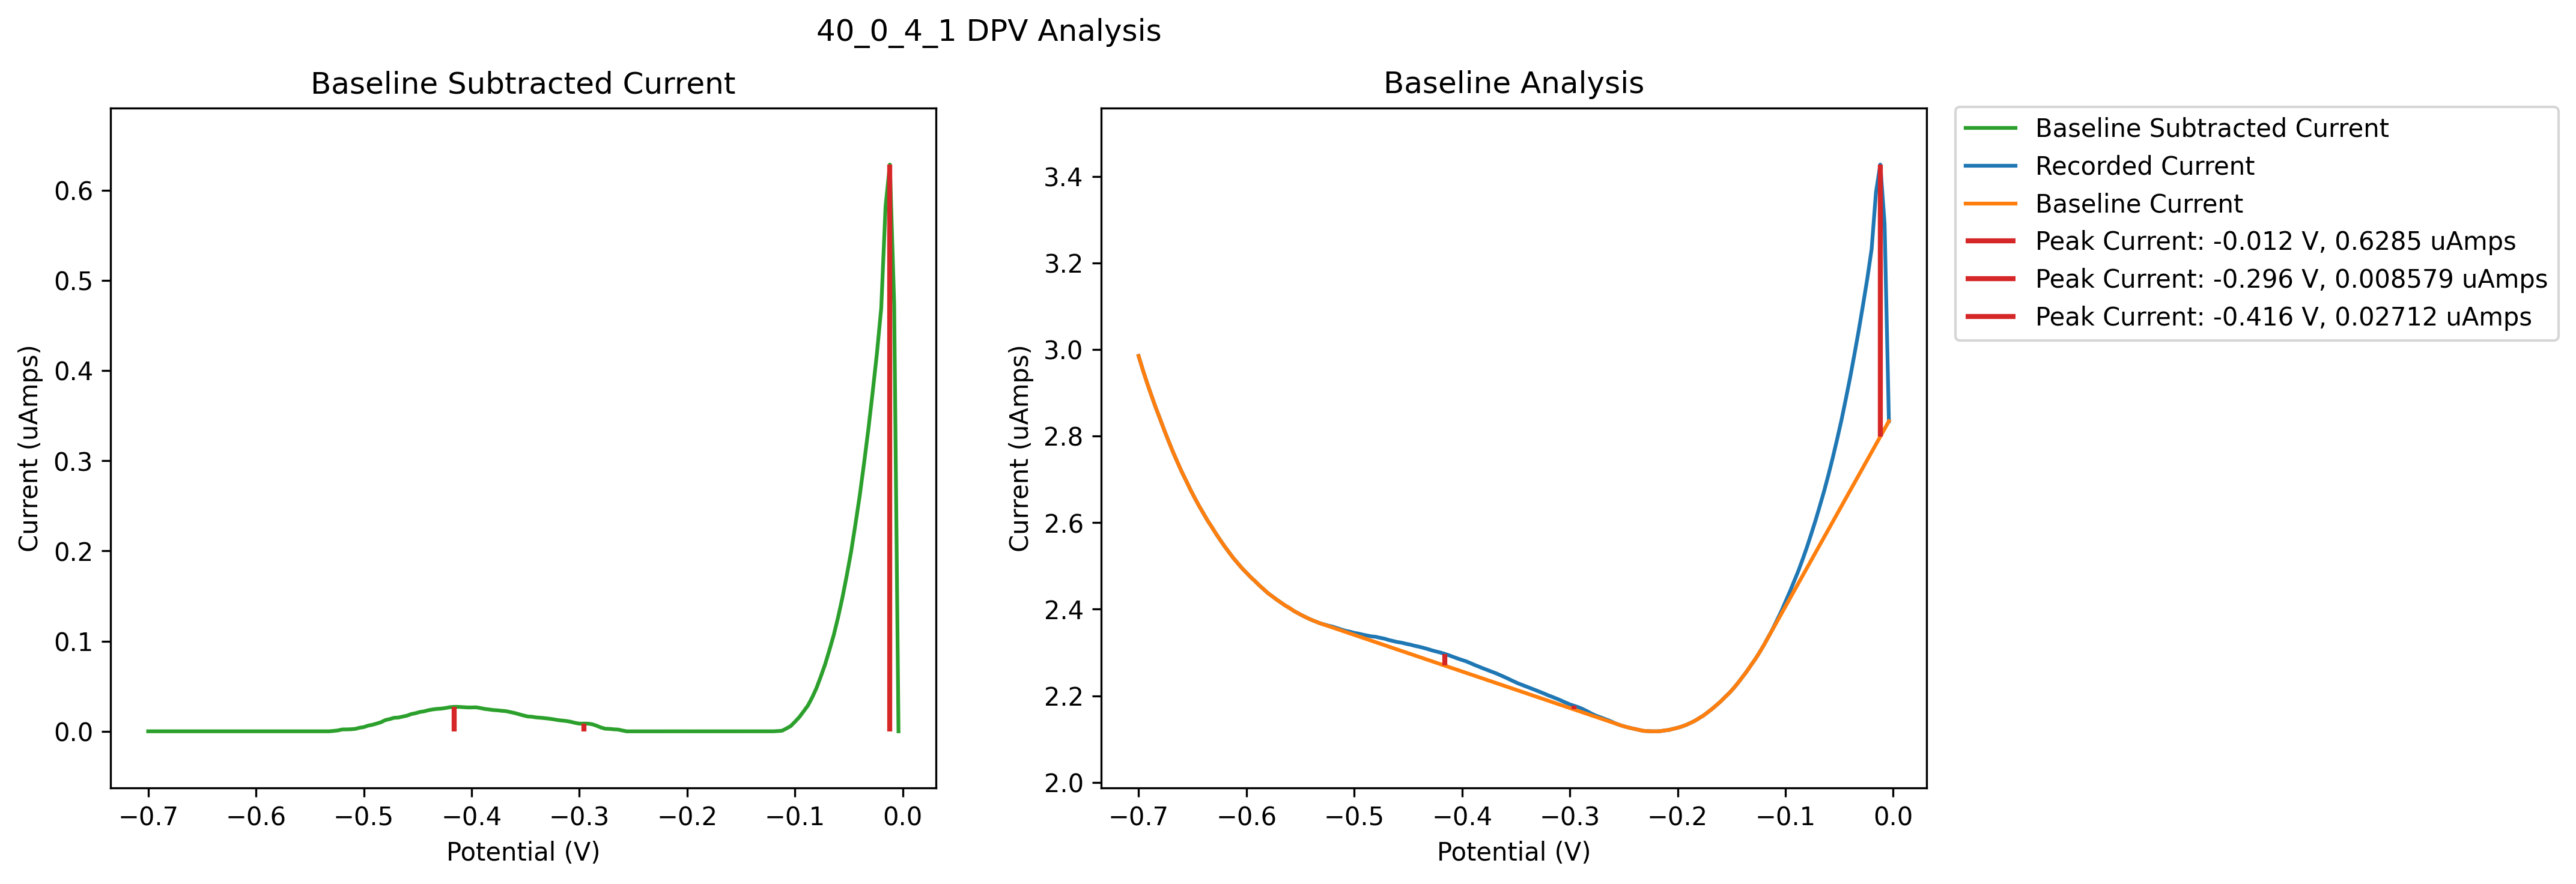 40_0_4_1 DPV Analysis
Baseline Subtracted Current
Current (uAmps)
0.6
0.5
0.4
0.3
0.2
0.1
0.0
−0.7 −0.6 −0.5 −0.4 −0.3 −0.2 −0.1 0.0
Potential (V)
Baseline Analysis
Current (uAmps)
3.4
3.2
3.0
2.8
2.6
2.4
2.2
2.0
−0.7 −0.6 −0.5 −0.4 −0.3 −0.2 −0.1 0.0
Potential (V)
Baseline Subtracted Current
Recorded Current
Baseline Current
Peak Current: -0.012 V, 0.6285 uAmps
Peak Current: -0.296 V, 0.008579 uAmps
Peak Current: -0.416 V, 0.02712 uAmps